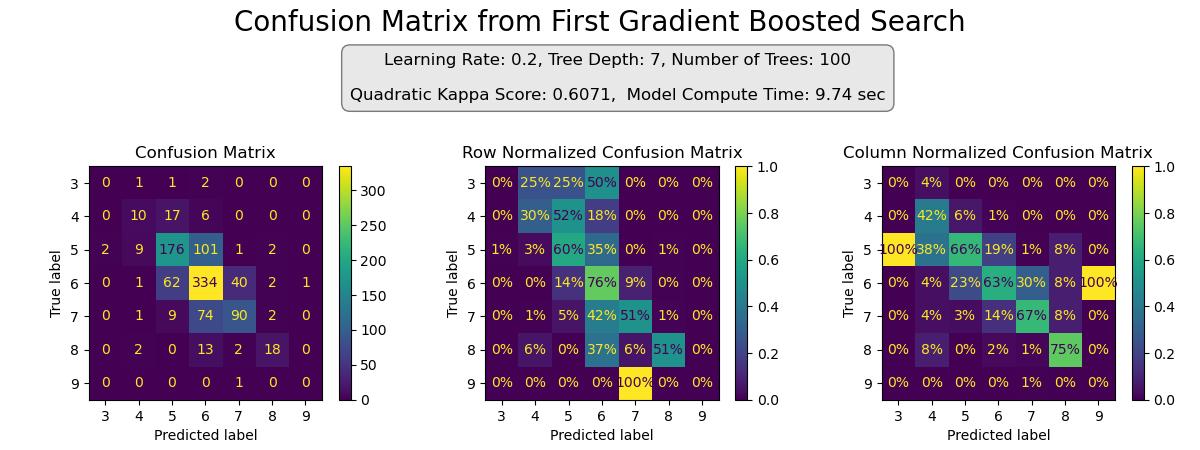 Confusion Matrix from First Gradient Boosted Search
Learning Rate: 0.2, Tree Depth: 7, Number of Trees: 100
Quadratic Kappa Score: 0.6071,  Model Compute Time: 9.74 sec
Confusion Matrix
True label
3 0 1 1 2 0 0 0
4 0 10 17 6 0 0 0
5 2 9 176 101 1 2 0
6 0 1 62 334 40 2 1
7 0 1 9 74 90 2 0
8 0 2 0 13 2 18 0
9 0 0 0 0 1 0 0
3 4 5 6 7 8 9
Predicted label
300
250
200
150
100
50
0
Row Normalized Confusion Matrix
True label
3 0% 25% 25% 50% 0% 0% 0%
4 0% 30% 52% 18% 0% 0% 0%
5 1% 3% 60% 35% 0% 1% 0%
6 0% 0% 14% 76% 9% 0% 0%
7 0% 1% 5% 42% 51% 1% 0%
8 0% 6% 0% 37% 6% 51% 0%
9 0% 0% 0% 0% 100% 0% 0%
3 4 5 6 7 8 9
Predicted label
1.0
0.8
0.6
0.4
0.2
0.0
Column Normalized Confusion Matrix
True label
3 0% 4% 0% 0% 0% 0% 0%
4 0% 42% 6% 1% 0% 0% 0%
5 100% 38% 66% 19% 1% 8% 0%
6 0% 4% 23% 63% 30% 8% 100%
7 0% 4% 3% 14% 67% 8% 0%
8 0% 8% 0% 2% 1% 75% 0%
9 0% 0% 0% 0% 1% 0% 0%
3 4 5 6 7 8 9
Predicted label
1.0
0.8
0.6
0.4
0.2
0.0